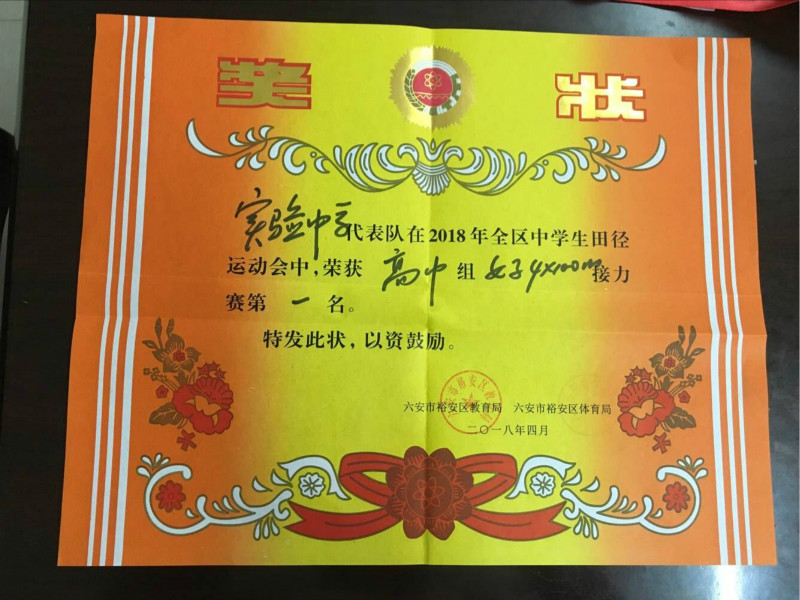 奖状
实验中学代表队在2018年全区中学生田径
运动会中,荣获 高中 组 女子4×100m接力
赛第 一 名。
特发此状,以资鼓励。
六安市裕安区教育局 六安市裕安区体育局
二〇一八年四月